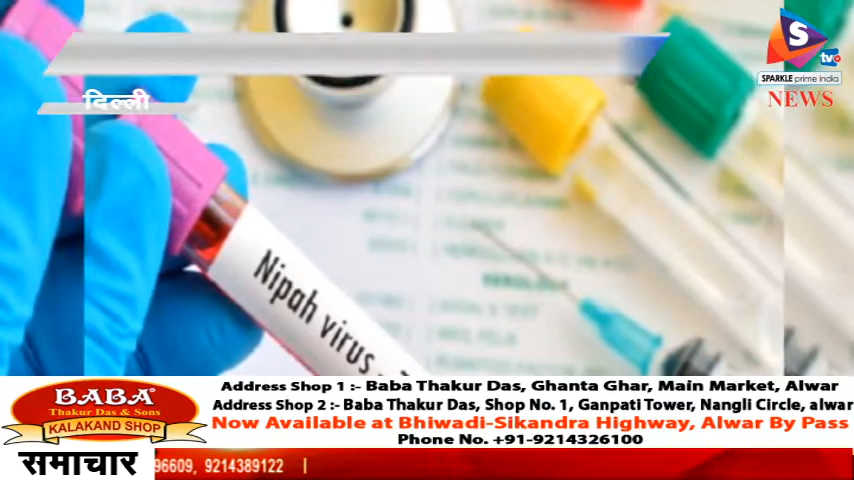 S
tv
SPARKLE prime india
NEWS
दिल्ली
Nipah virus
Address Shop 1 :- Baba Thakur Das, Ghanta Ghar, Main Market, Alwar
Address Shop 2 :- Baba Thakur Das, Shop No. 1, Ganpati Tower, Nangli Circle, alwar
Now Available at Bhiwadi-Sikandra Highway, Alwar By Pass
Phone No. +91-9214326100
BABA
Thakur Das & Sons
KALAKAND SHOP
समाचार
96609, 9214389122 |